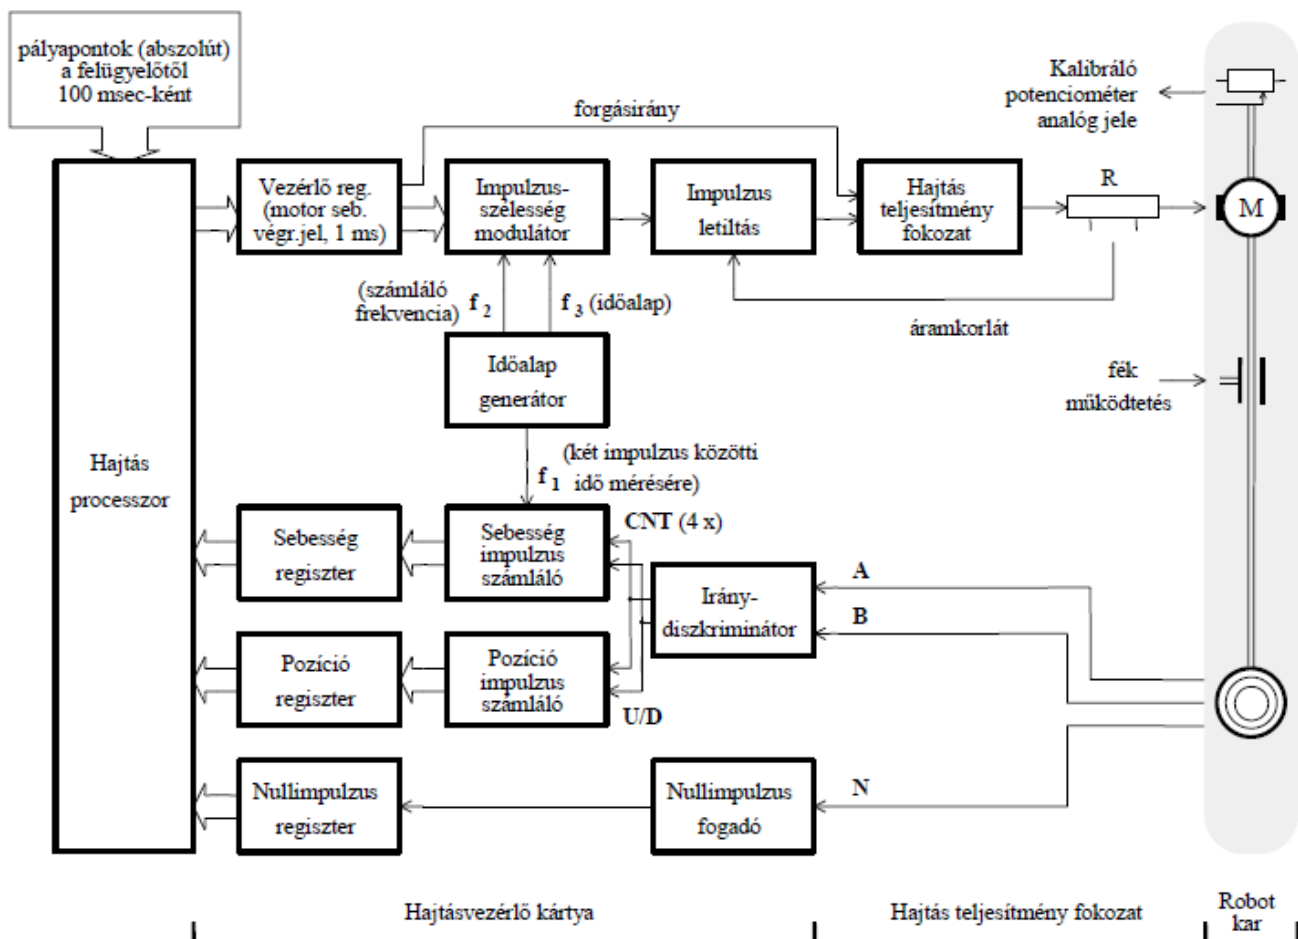 pályapontok (abszolút)
a felügyelőtől
100 msec-ként
Kalibráló
potenciométer
analóg jele
forgásirány
Vezérlő reg.
(motor seb.
végr.jel, 1 ms)
Impulzus-
szélesség
modulátor
Impulzus
letiltás
Hajtás
teljesítmény
fokozat
R
M
(számláló
frekvencia) f 2
f 3 (időalap)
áramkorlát
Időalap
generátor
fék
működtetés
Hajtás
processzor
f 1 (két impulzus közötti
idő mérésére)
CNT (4 x)
Sebesség
regiszter
Sebesség
impulzus
számláló
Irány-
diszkriminátor
A
B
Pozíció
regiszter
Pozíció
impulzus
számláló
U/D
Nullimpulzus
regiszter
Nullimpulzus
fogadó
N
Hajtásvezérlő kártya
Hajtás teljesítmény fokozat
Robot
kar